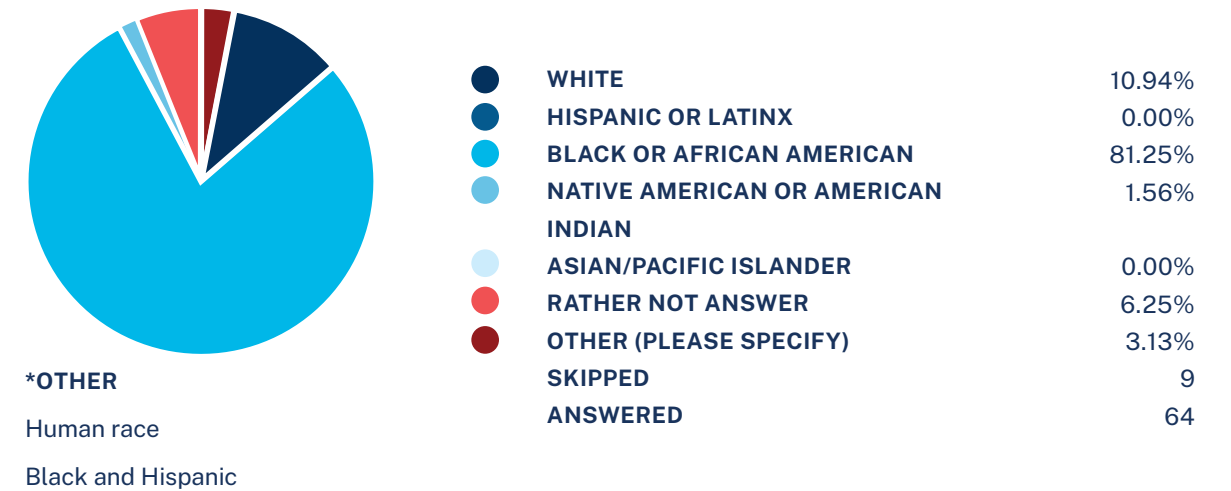 WHITE 10.94%
HISPANIC OR LATINX 0.00%
BLACK OR AFRICAN AMERICAN 81.25%
NATIVE AMERICAN OR AMERICAN 1.56%
INDIAN
ASIAN/PACIFIC ISLANDER 0.00%
RATHER NOT ANSWER 6.25%
OTHER (PLEASE SPECIFY) 3.13%
SKIPPED 9
ANSWERED 64
*OTHER
Human race
Black and Hispanic